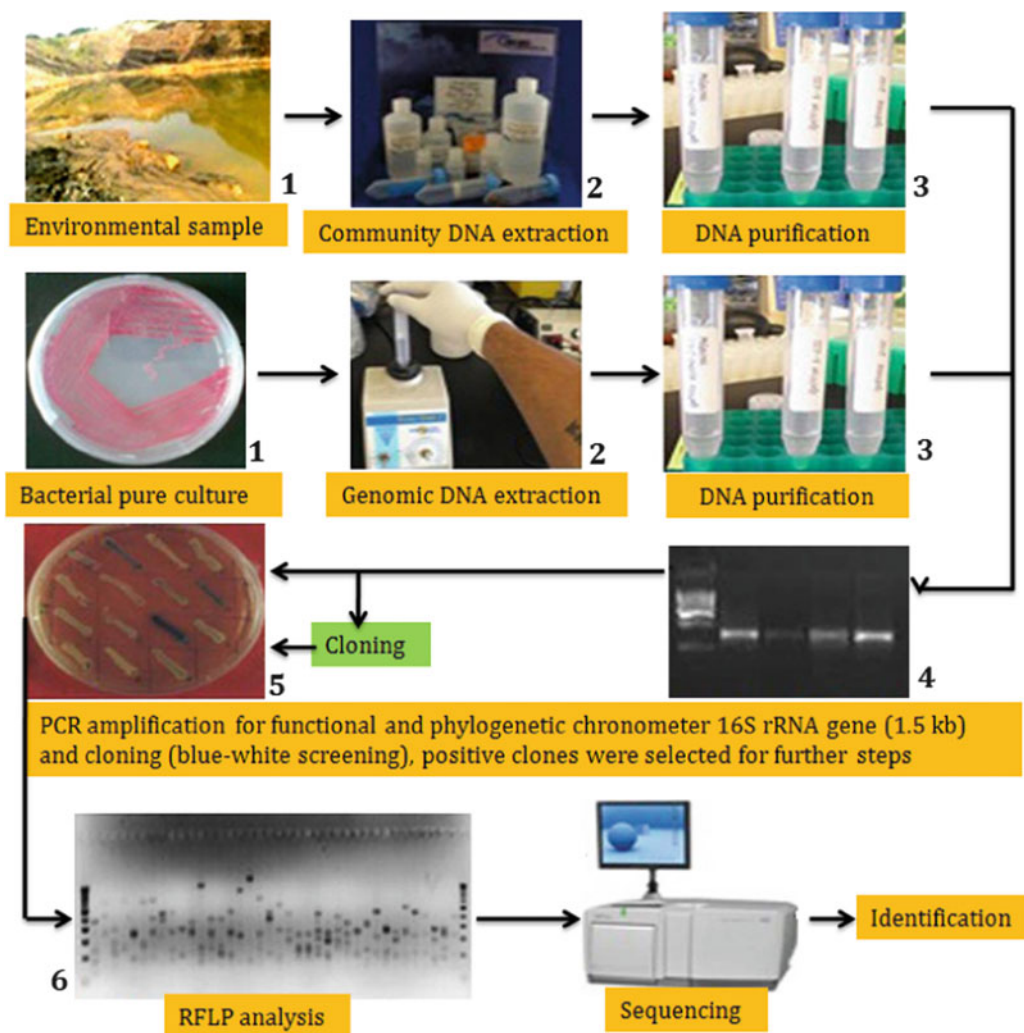 1
Environmental sample
2
Community DNA extraction
3
DNA purification
1
Bacterial pure culture
2
Genomic DNA extraction
3
DNA purification
4
Cloning
5
PCR amplification for functional and phylogenetic chronometer 16S rRNA gene (1.5 kb)
and cloning (blue-white screening), positive clones were selected for further steps
6
RFLP analysis
Sequencing
Identification